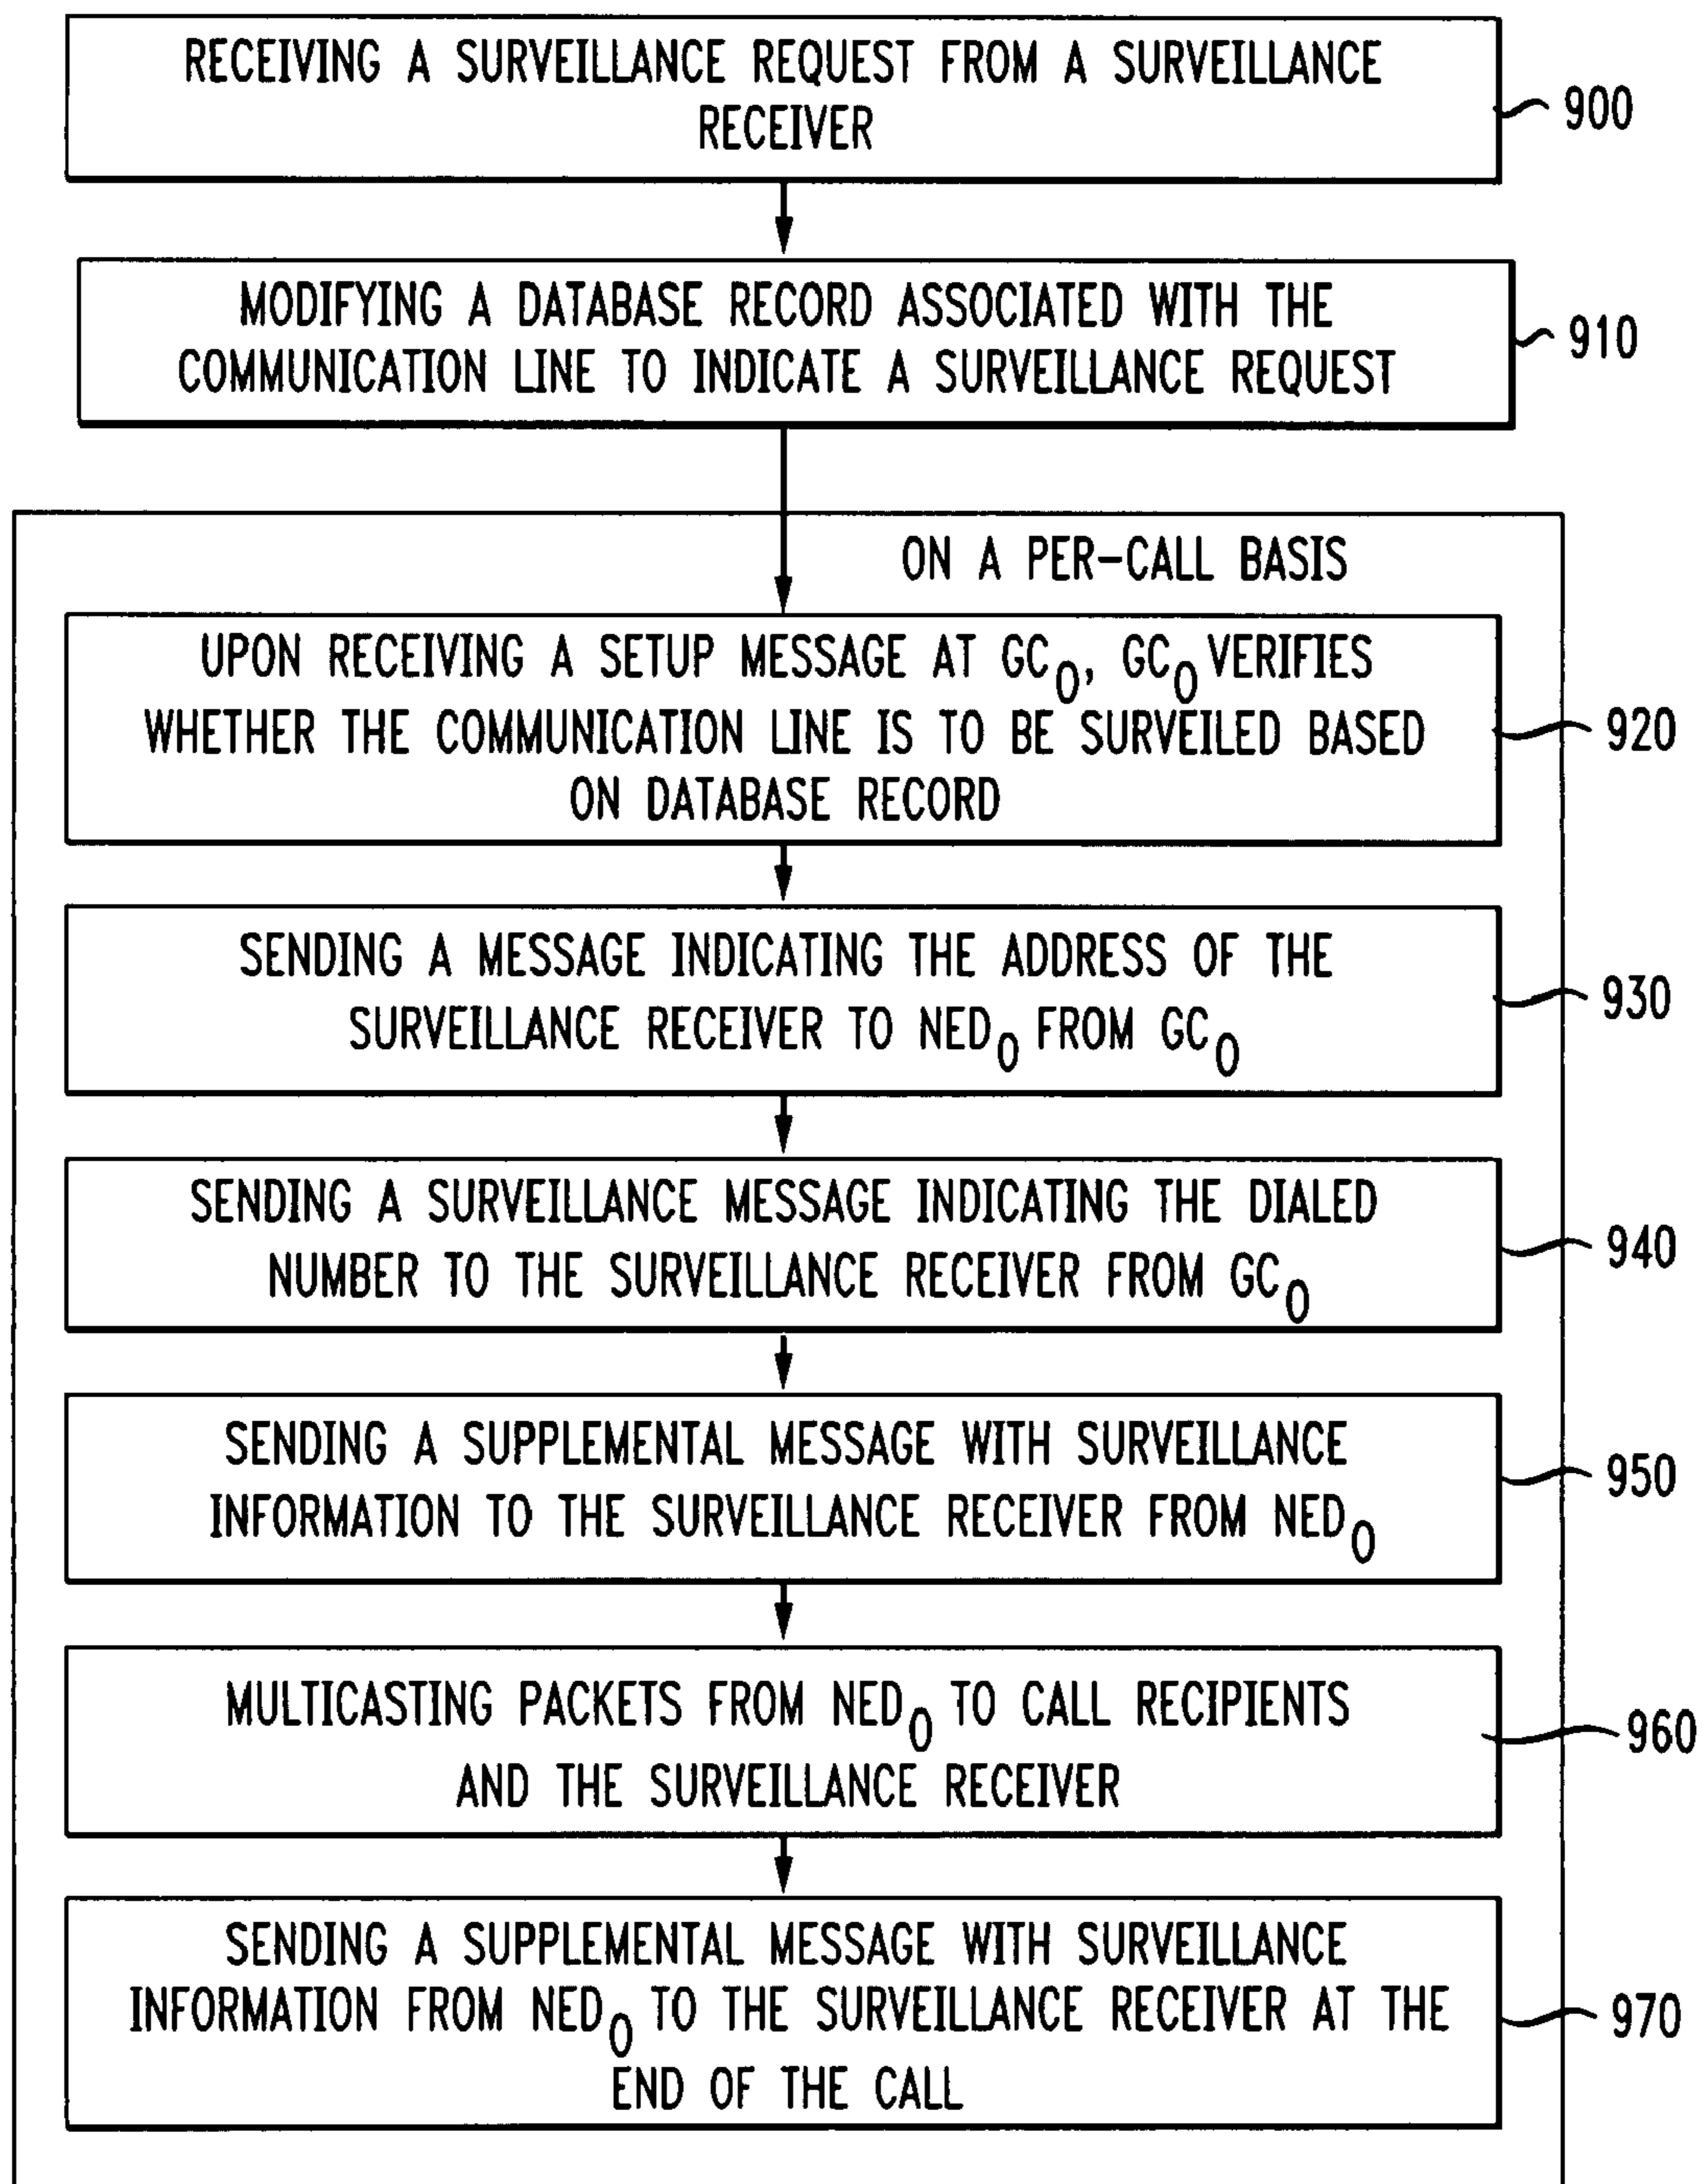 RECEIVING A SURVEILLANCE REQUEST FROM A SURVEILLANCE
RECEIVER
900
MODIFYING A DATABASE RECORD ASSOCIATED WITH THE
COMMUNICATION LINE TO INDICATE A SURVEILLANCE REQUEST
910
ON A PER-CALL BASIS
UPON RECEIVING A SETUP MESSAGE AT GC₀, GC₀ VERIFIES
WHETHER THE COMMUNICATION LINE IS TO BE SURVEILED BASED
ON DATABASE RECORD
920
SENDING A MESSAGE INDICATING THE ADDRESS OF THE
SURVEILLANCE RECEIVER TO NED₀ FROM GC₀
930
SENDING A SURVEILLANCE MESSAGE INDICATING THE DIALED
NUMBER TO THE SURVEILLANCE RECEIVER FROM GC₀
940
SENDING A SUPPLEMENTAL MESSAGE WITH SURVEILLANCE
INFORMATION TO THE SURVEILLANCE RECEIVER FROM NED₀
950
MULTICASTING PACKETS FROM NED₀ TO CALL RECIPIENTS
AND THE SURVEILLANCE RECEIVER
960
SENDING A SUPPLEMENTAL MESSAGE WITH SURVEILLANCE
INFORMATION FROM NED₀ TO THE SURVEILLANCE RECEIVER AT THE
END OF THE CALL
970